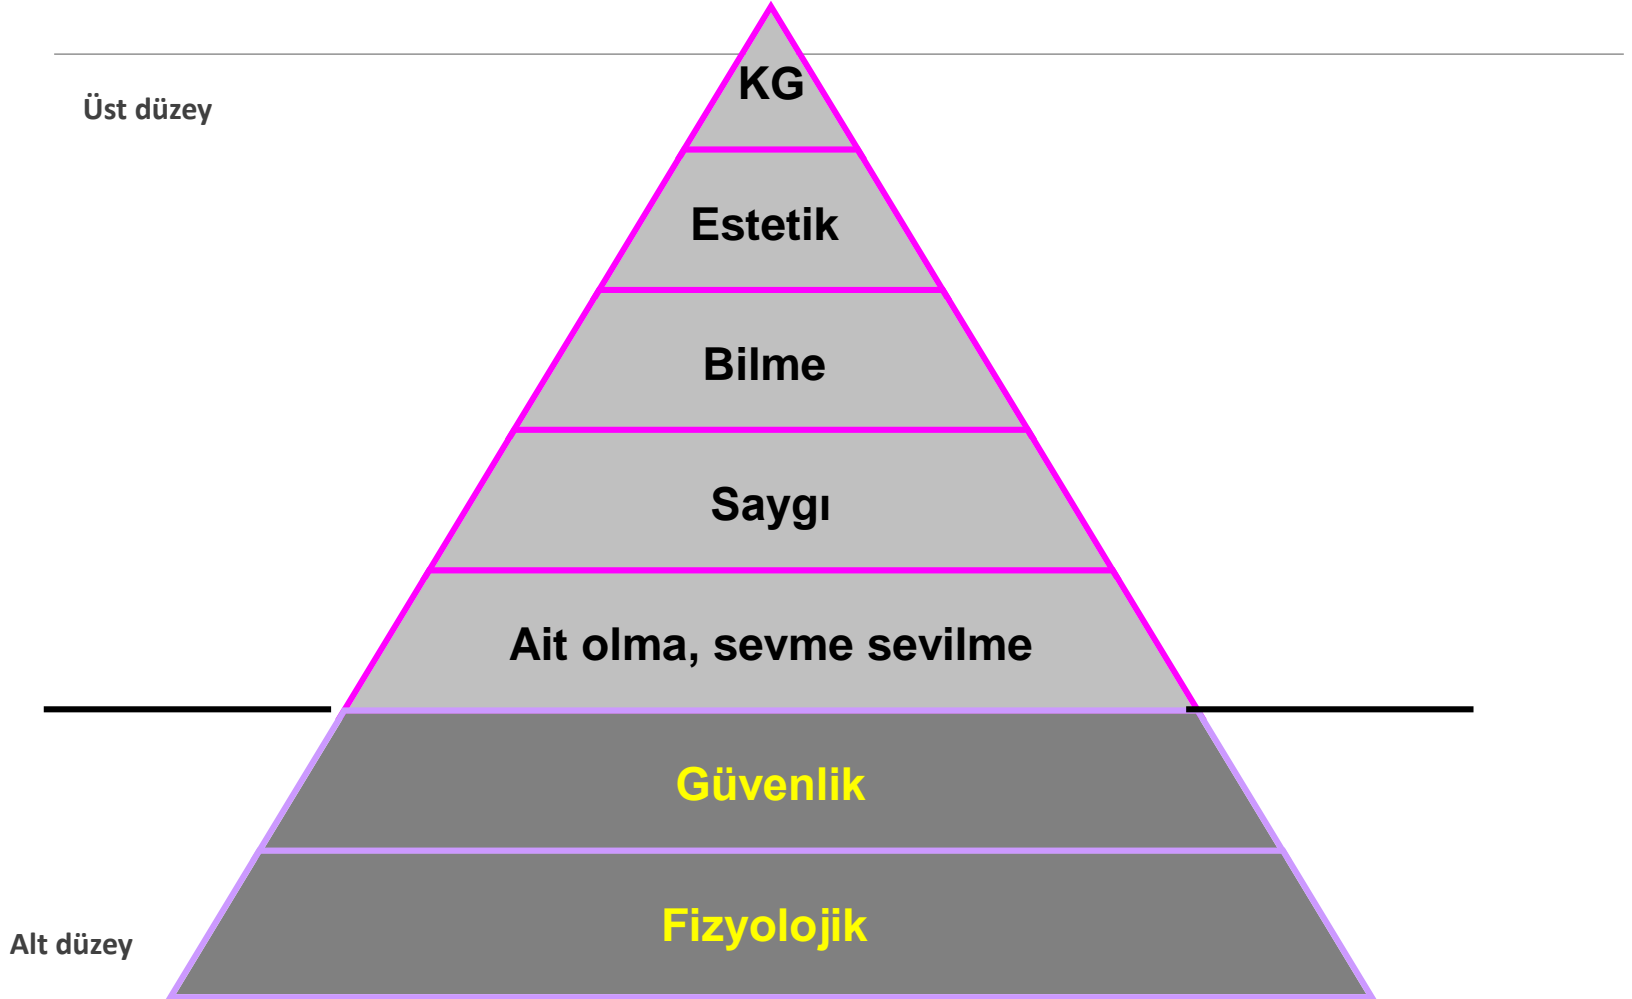 KG
Üst düzey
Estetik
Bilme
Saygı
Ait olma, sevme sevilme
Güvenlik
Fizyolojik
Alt düzey